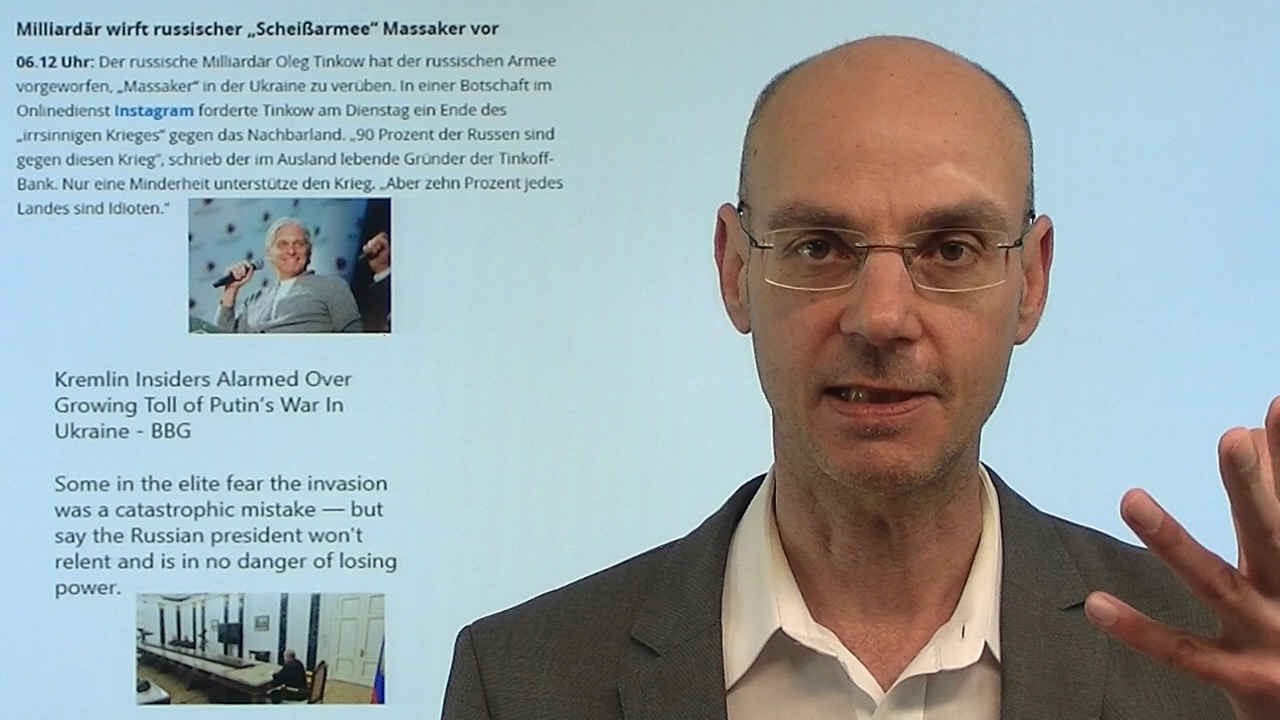 Milliardär wirft russischer „Scheißarmee“ Massaker vor
06.12 Uhr: Der russische Milliardär Oleg Tinkow hat der russischen Armee
vorgeworfen, „Massaker“ in der Ukraine zu verüben. In einer Botschaft im
Onlinedienst Instagram forderte Tinkow am Dienstag ein Ende des
„irrsinnigen Krieges“ gegen das Nachbarland. „90 Prozent der Russen sind
gegen diesen Krieg“, schrieb der im Ausland lebende Gründer der Tinkoff-
Bank. Nur eine Minderheit unterstütze den Krieg. „Aber zehn Prozent jedes
Landes sind Idioten.“
Kremlin Insiders Alarmed Over
Growing Toll of Putin’s War In
Ukraine - BBG
Some in the elite fear the invasion
was a catastrophic mistake — but
say the Russian president won't
relent and is in no danger of losing
power.